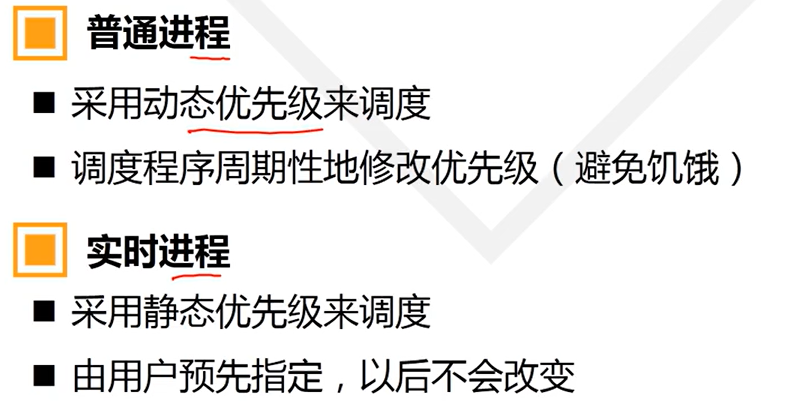 普通进程
采用动态优先级来调度
调度程序周期性地修改优先级（避免饥饿）
实时进程
采用静态优先级来调度
由用户预先指定，以后不会改变